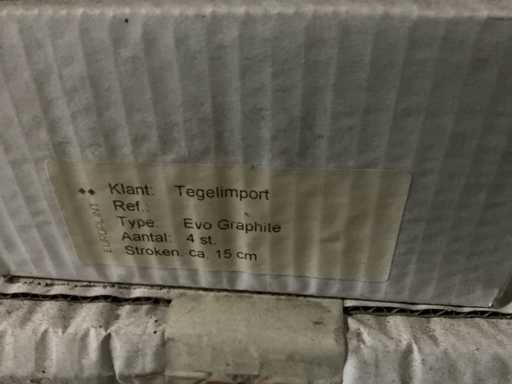 Klant: Tegelimport
Ref.:
Type: Evo Graphite
Aantal: 4 st.
Stroken: ca. 15 cm